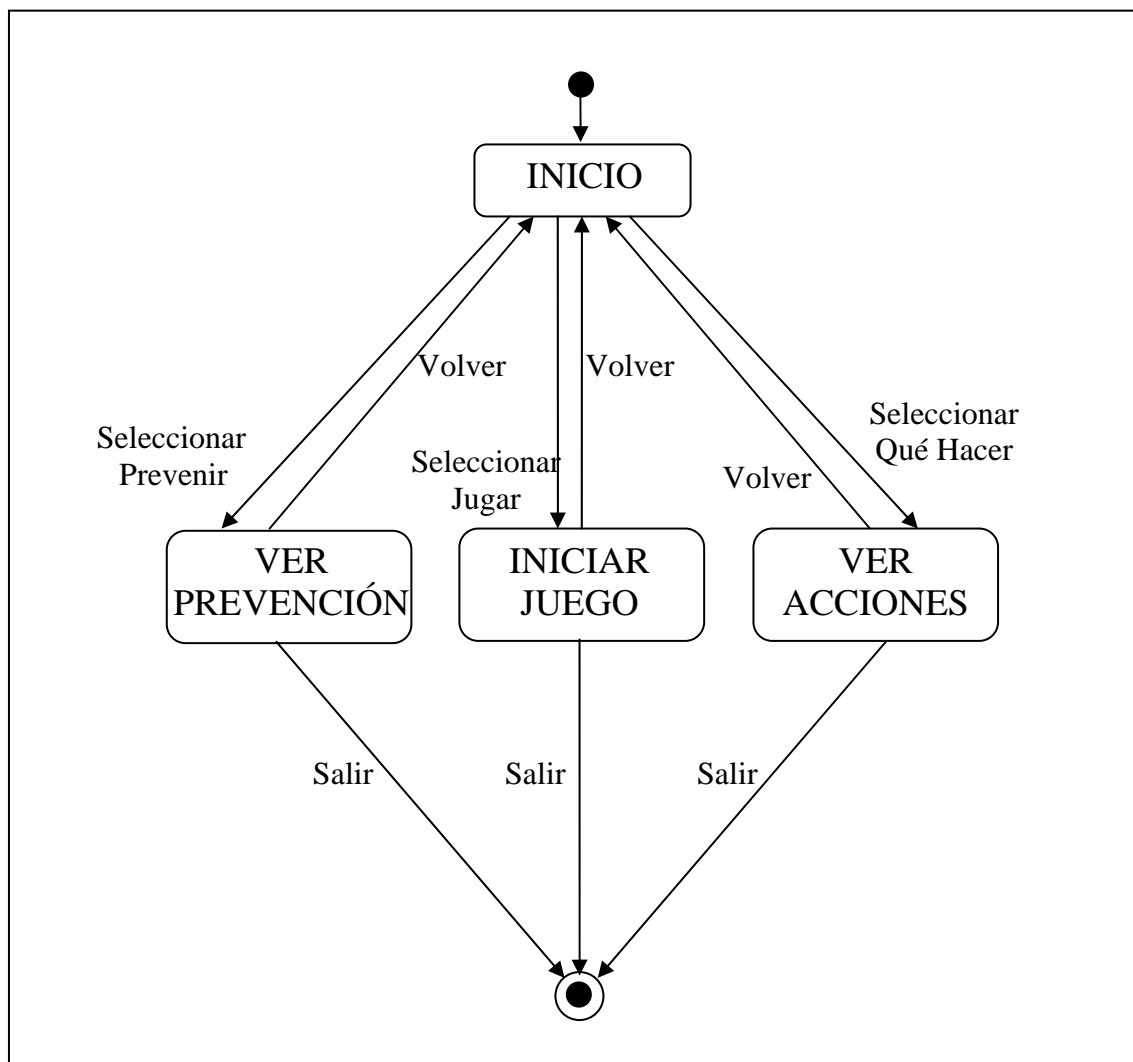 INICIO
Volver
Volver
Seleccionar
Qué Hacer
Seleccionar
Prevenir
Seleccionar
Jugar
Volver
VER
PREVENCIÓN
INICIAR
JUEGO
VER
ACCIONES
Salir
Salir
Salir